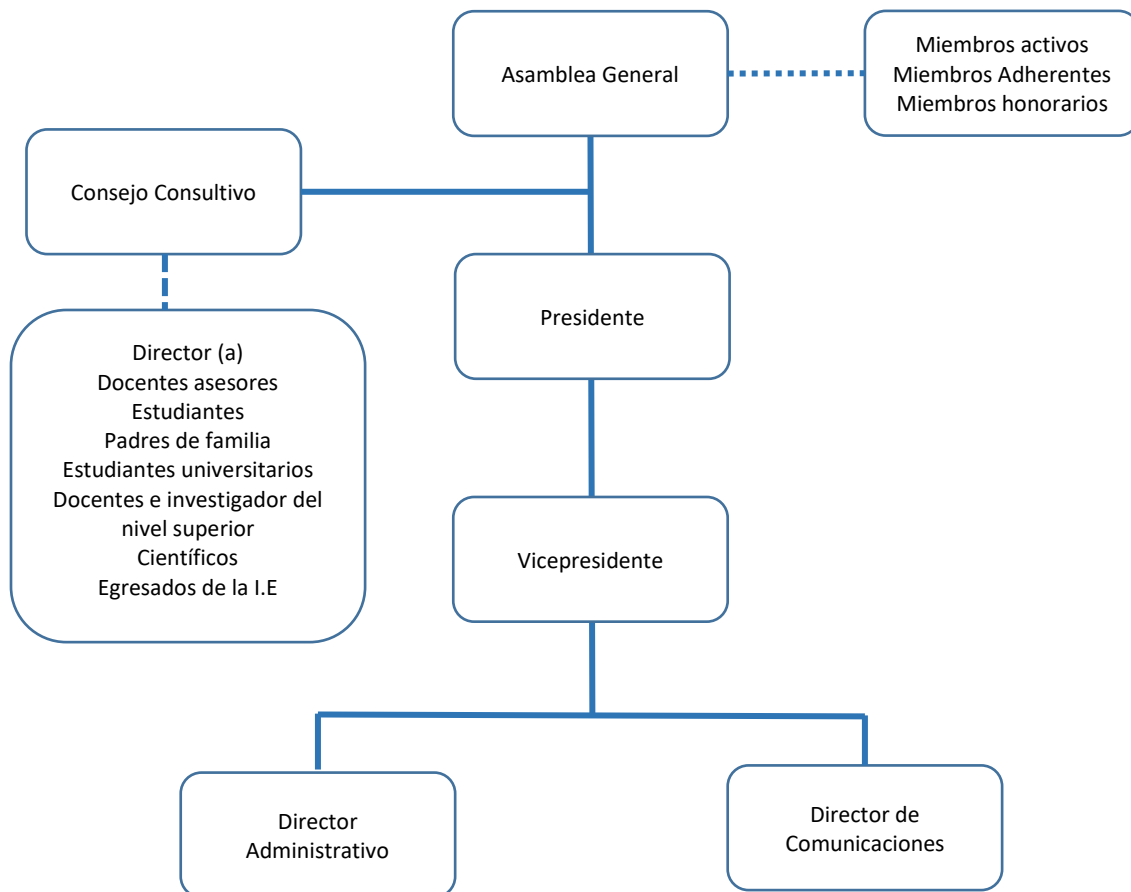 Asamblea General
Miembros activos
Miembros Adherentes
Miembros honorarios
Consejo Consultivo
Presidente
Director (a)
Docentes asesores
Estudiantes
Padres de familia
Estudiantes universitarios
Docentes e investigador del
nivel superior
Científicos
Egresados de la I.E
Vicepresidente
Director
Administrativo
Director de
Comunicaciones